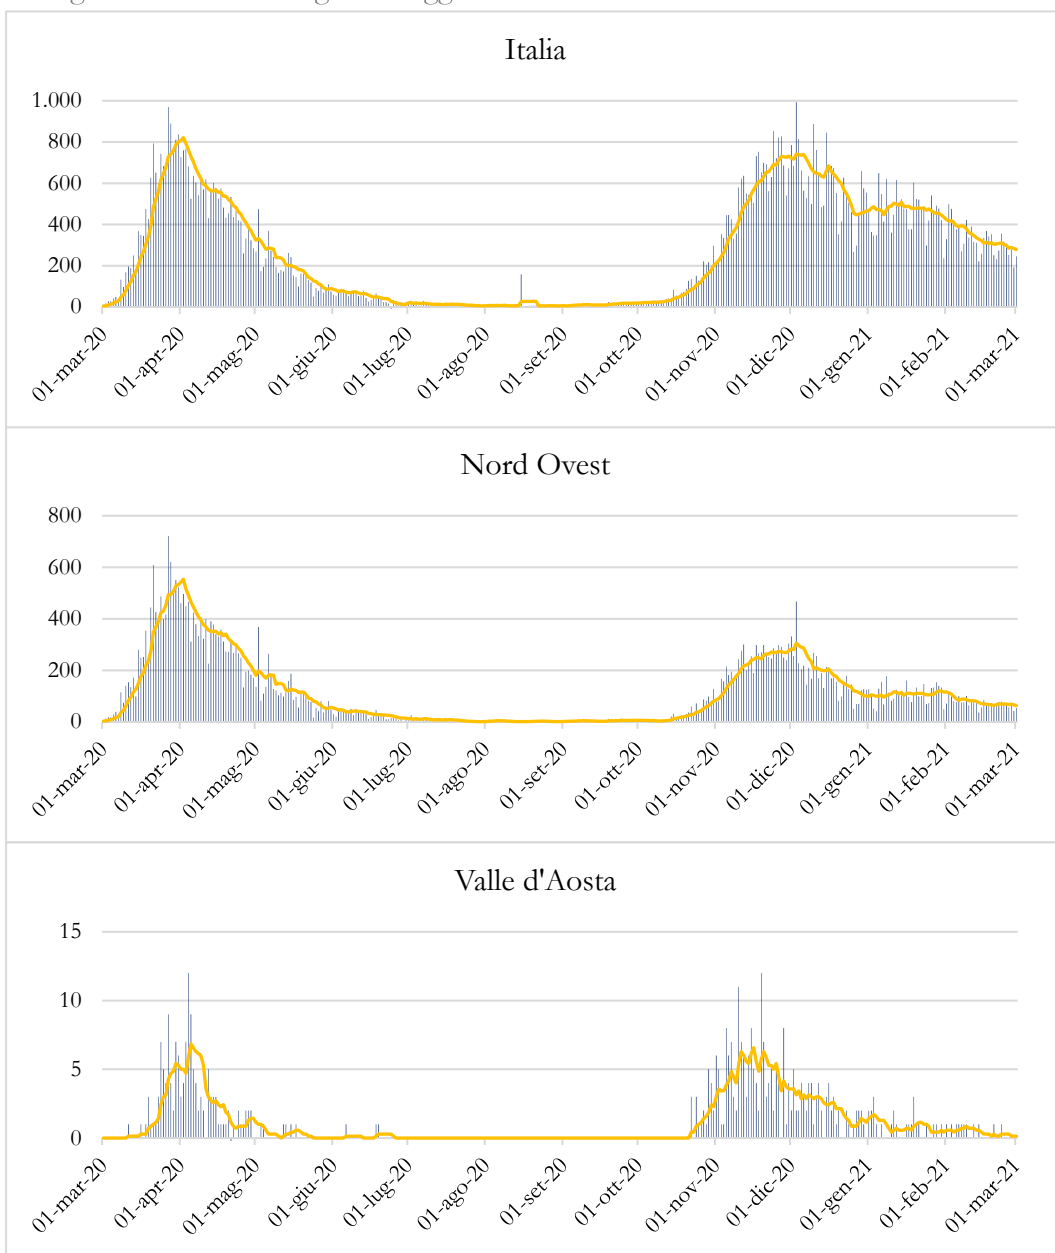 Italia
1.000
800
600
400
200
0
01-mar-20 01-apr-20 01-mag-20 01-giu-20 01-lug-20 01-ago-20 01-set-20 01-ott-20 01-nov-20 01-dic-20 01-gen-21 01-feb-21 01-mar-21
Nord Ovest
800
600
400
200
0
01-mar-20 01-apr-20 01-mag-20 01-giu-20 01-lug-20 01-ago-20 01-set-20 01-ott-20 01-nov-20 01-dic-20 01-gen-21 01-feb-21 01-mar-21
Valle d'Aosta
15
10
5
0
01-mar-20 01-apr-20 01-mag-20 01-giu-20 01-lug-20 01-ago-20 01-set-20 01-ott-20 01-nov-20 01-dic-20 01-gen-21 01-feb-21 01-mar-21